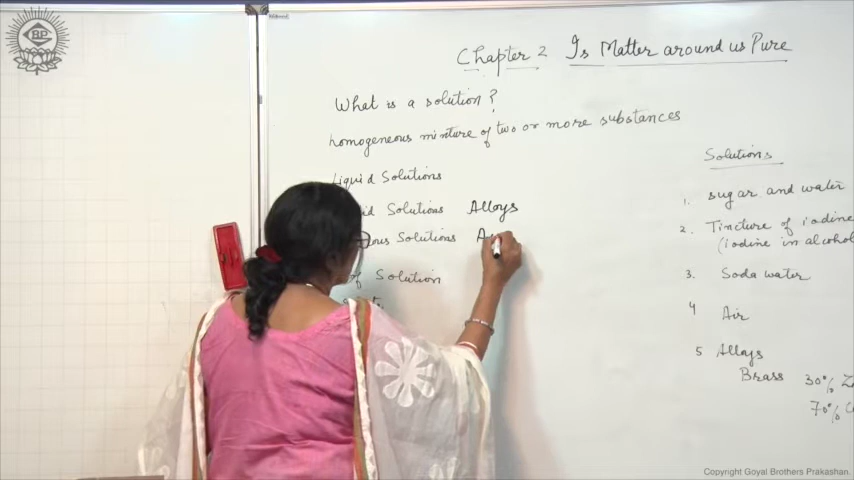 GBP
Chapter 2 Is Matter around us Pure
What is a solution?
homogeneous mixture of two or more substances
Liquid Solutions
Solutions Alloys
Solutions
of Solution
Solutions
1. sugar and water
2. Tincture of iodine
(iodine in alcohol
3. Soda water
4 Air
5 Alloys
Brass 30%
70%
Copyright Goyal Brothers Prakashan.